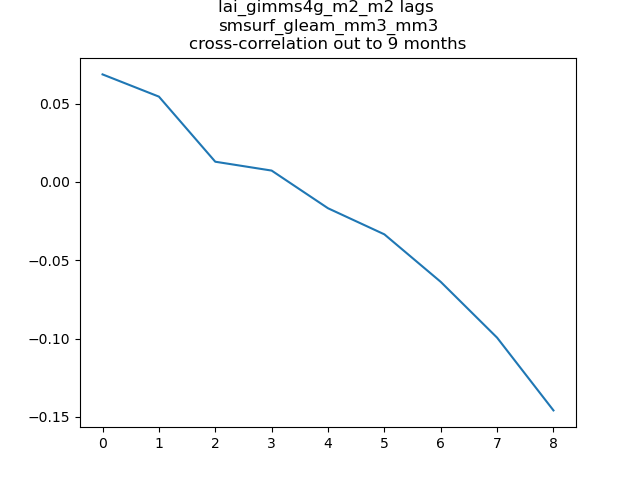 lai_gimms4g_m2_m2 lags
smsurf_gleam_mm3_mm3
cross-correlation out to 9 months
0.05
0.00
−0.05
−0.10
−0.15
0 1 2 3 4 5 6 7 8